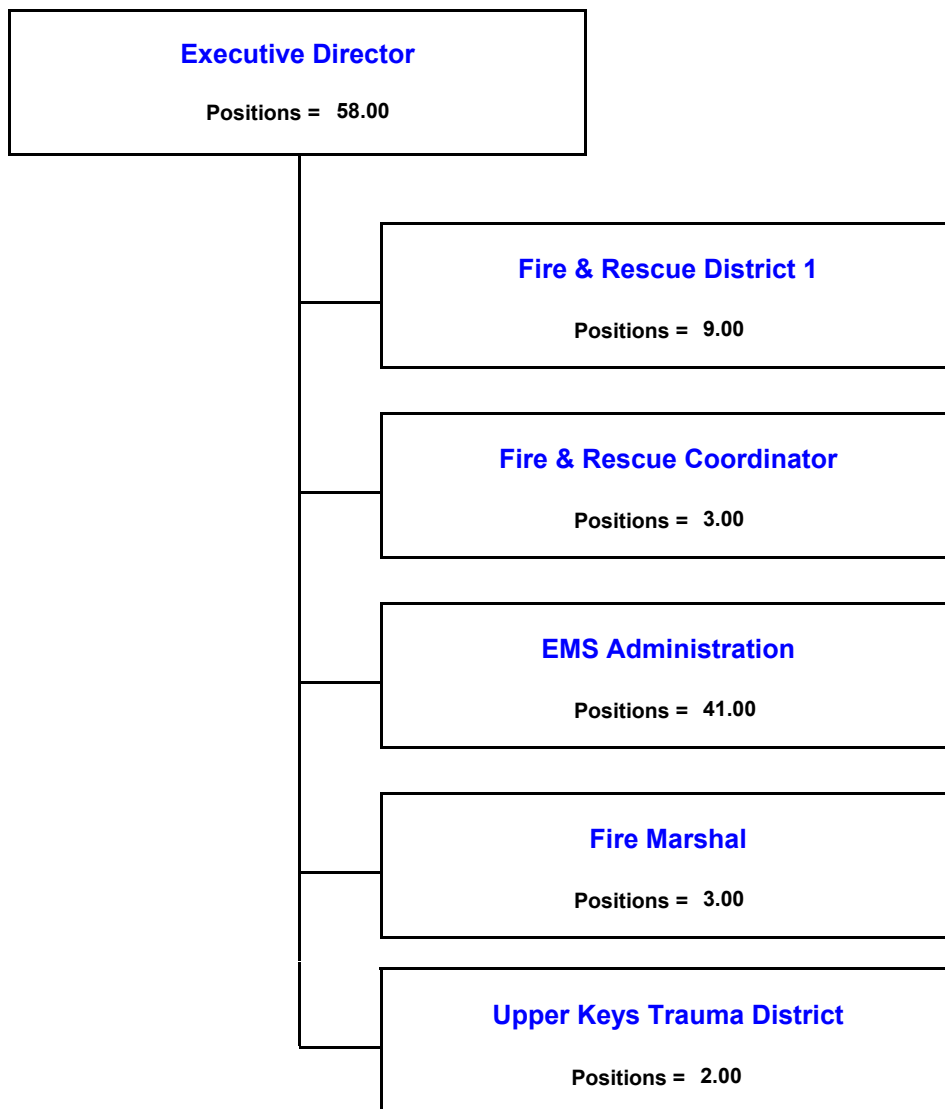 Executive Director
Positions = 58.00
Fire & Rescue District 1
Positions = 9.00
Fire & Rescue Coordinator
Positions = 3.00
EMS Administration
Positions = 41.00
Fire Marshal
Positions = 3.00
Upper Keys Trauma District
Positions = 2.00